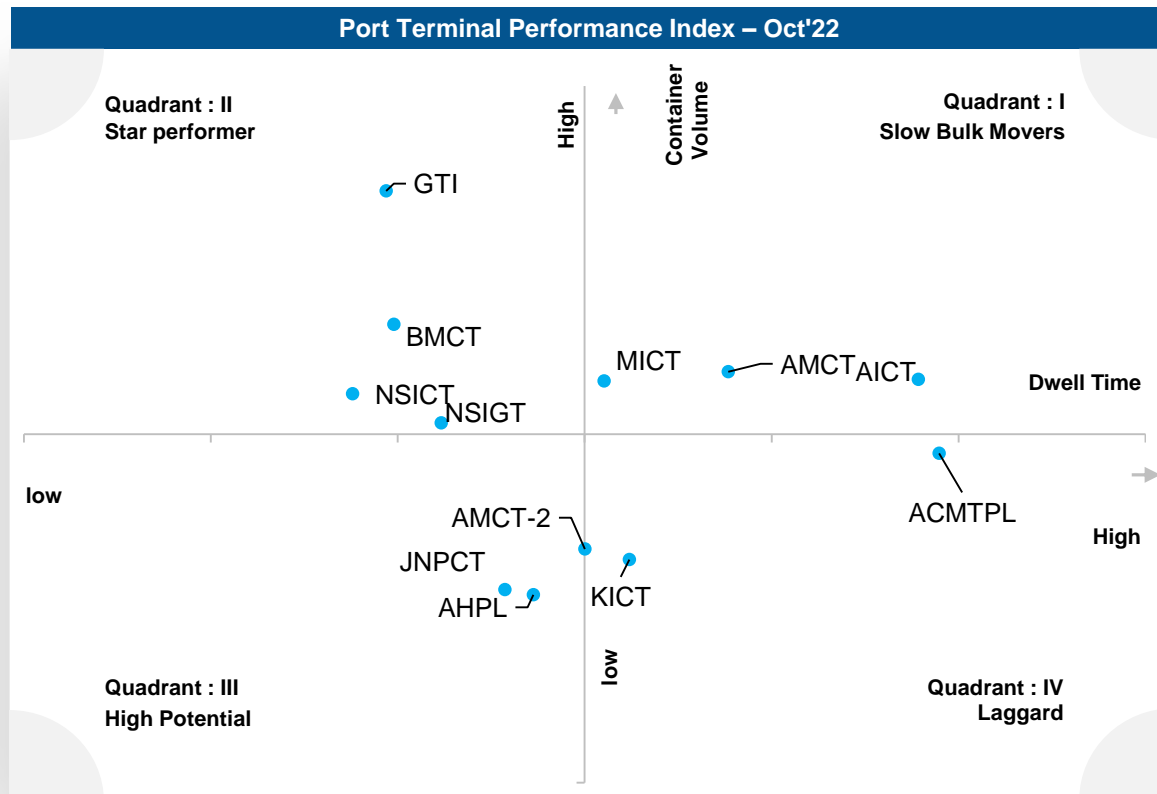 Port Terminal Performance Index – Oct'22
Quadrant : II
Star performer
High
Container
Volume
Quadrant : I
Slow Bulk Movers
GTI
BMCT
MICT
AMCT
AICT
NSICT
NSIGT
Dwell Time
low
High
ACMTPL
AMCT-2
JNPCT
AHPL
KICT
low
Quadrant : III
High Potential
Quadrant : IV
Laggard